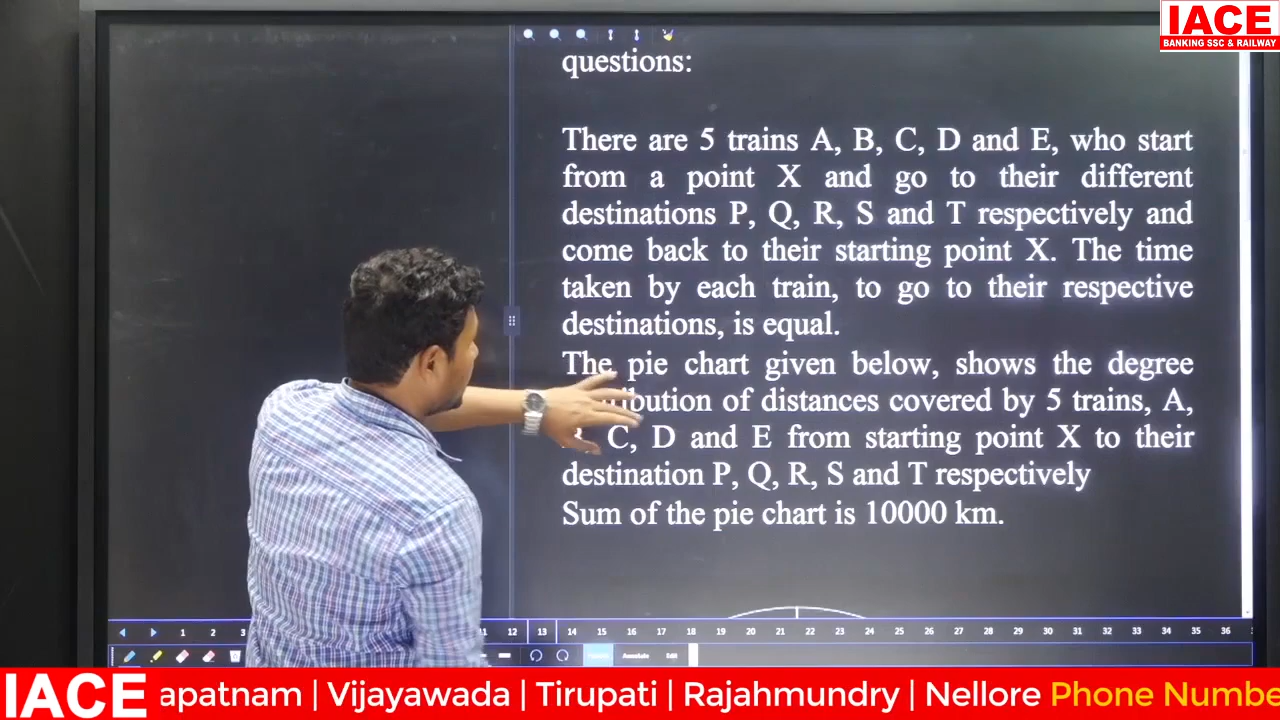 IACE
BANKING SSC & RAILWAY
questions:
There are 5 trains A, B, C, D and E, who start
from a point X and go to their different
destinations P, Q, R, S and T respectively and
come back to their starting point X. The time
taken by each train, to go to their respective
destinations, is equal.
The pie chart given below, shows the degree
ribution of distances covered by 5 trains, A,
C, D and E from starting point X to their
destination P, Q, R, S and T respectively
Sum of the pie chart is 10000 km.
1 2 3 11 12 13 14 15 16 17 18 19 20 21 22 23 24 25 26 27 28 29 30 31 32 33 34 35 36
Annotate Edit
IACE apatnam | Vijayawada | Tirupati | Rajahmundry | Nellore Phone Numbe